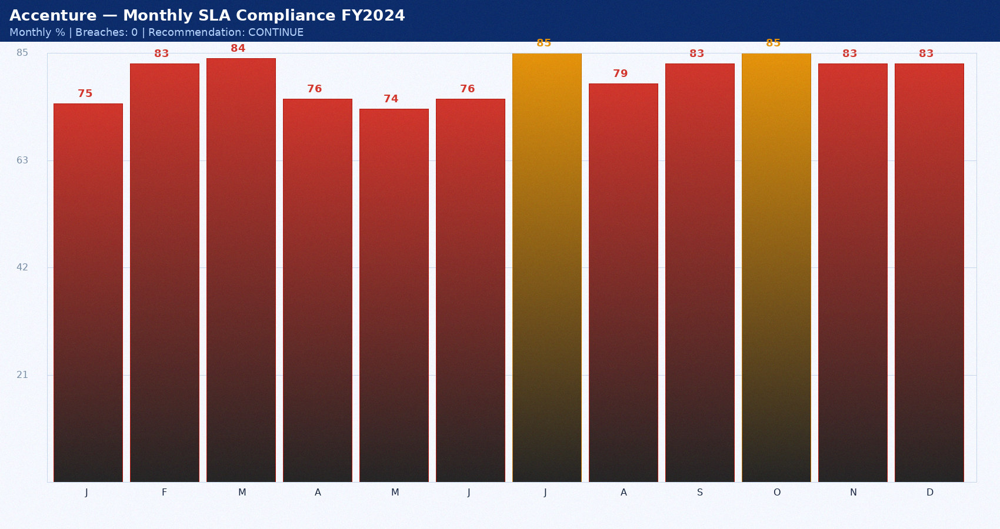 Accenture — Monthly SLA Compliance FY2024
Monthly % | Breaches: 0 | Recommendation: CONTINUE
85 85
85 83 84 83 83 83
75 76 74 76 79
63
42
21
J F M A M J J A S O N D